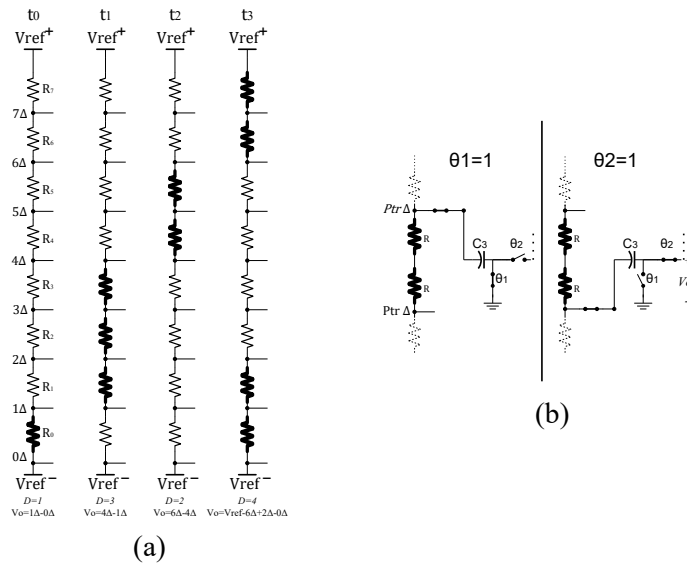 t0 t1 t2 t3
Vref+ Vref+ Vref+ Vref+
R7
7Δ
R6
6Δ
R5
5Δ
R4
4Δ
R3
3Δ
R2
2Δ
R1
1Δ
R0
0Δ
Vref- Vref- Vref- Vref-
D=1 D=3 D=2 D=4
Vo=1Δ-0Δ Vo=4Δ-1Δ Vo=6Δ-4Δ Vo=Vref-6Δ+2Δ-0Δ
(a)
θ1=1 θ2=1
Ptr Δ
R C3 θ2 R C3 θ2
θ1 θ1
R R
Ptr Δ
(b)